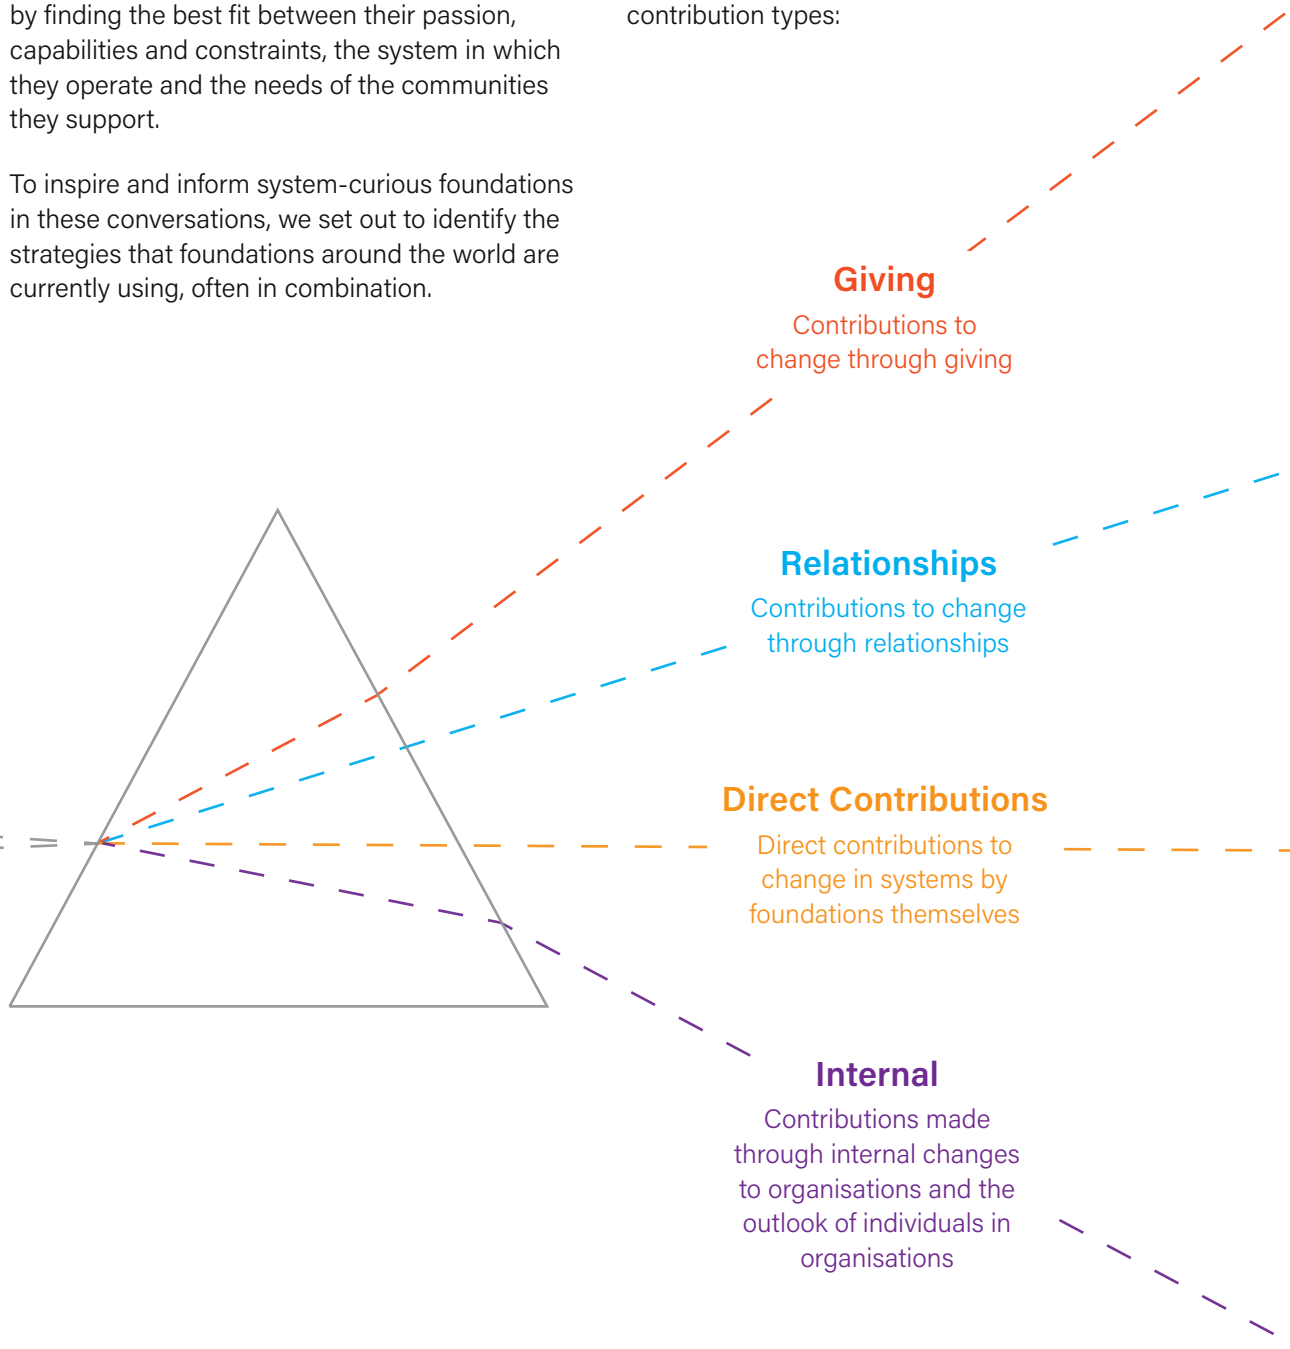 by finding the best fit between their passion,
capabilities and constraints, the system in which
they operate and the needs of the communities
they support.
To inspire and inform system-curious foundations
in these conversations, we set out to identify the
strategies that foundations around the world are
currently using, often in combination.
contribution types:
Giving
Contributions to
change through giving
Relationships
Contributions to change
through relationships
Direct Contributions
Direct contributions to
change in systems by
foundations themselves
Internal
Contributions made
through internal changes
to organisations and the
outlook of individuals in
organisations